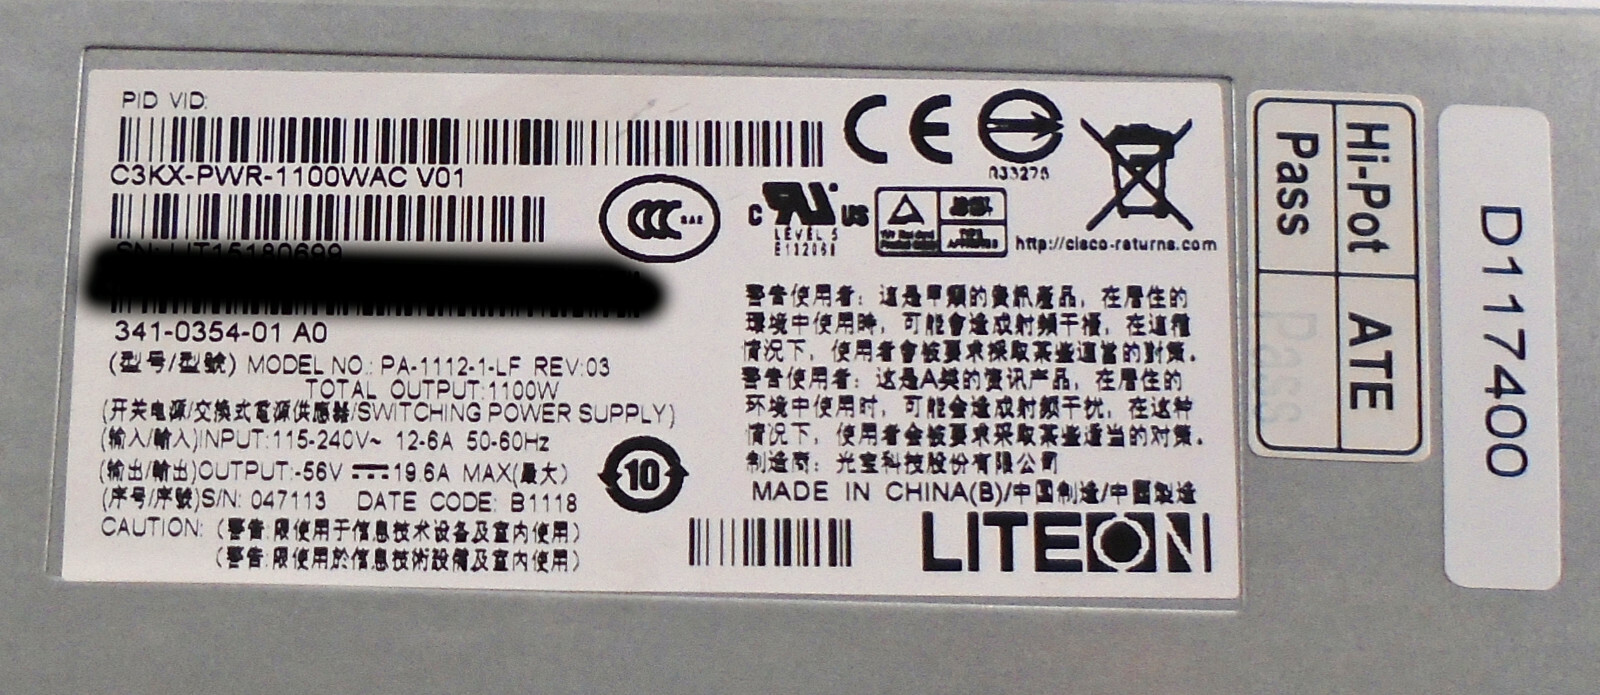 PID VID:
C3KX-PWR-1100WAC V01
341-0354-01 A0
(型号/型號) MODEL NO.: PA-1112-1-LF REV:03
TOTAL OUTPUT:1100W
(开关电源/交換式電源供應器/SWITCHING POWER SUPPLY)
(输入/輸入)INPUT:115-240V~ 12-6A 50-60Hz
(输出/輸出)OUTPUT:-56V ⎓ 19.6A MAX(最大)
(序号/序號)S/N: 047113 DATE CODE: B1118
CAUTION: (警告:限使用于信息技术设备及室内使用)
(警告:限使用於信息技術設備及室內使用)
10
CCC
CE
R33275
C UL US
LEVEL 5
E132068
http://cisco-returns.com
警告使用者: 這是甲類的資訊產品, 在居住的
環境中使用時, 可能會造成射頻干擾, 在這種
情況下, 使用者會被要求採取某些適當的對策.
警告使用者: 这是A类的资讯产品, 在居住的
环境中使用时, 可能会造成射频干扰, 在这种
情况下, 使用者会被要求采取某些适当的对策.
制造商: 光宝科技股份有限公司
MADE IN CHINA(B)/中国制造/中國製造
LITEON
Hi-Pot ATE
Pass Pass
D117400